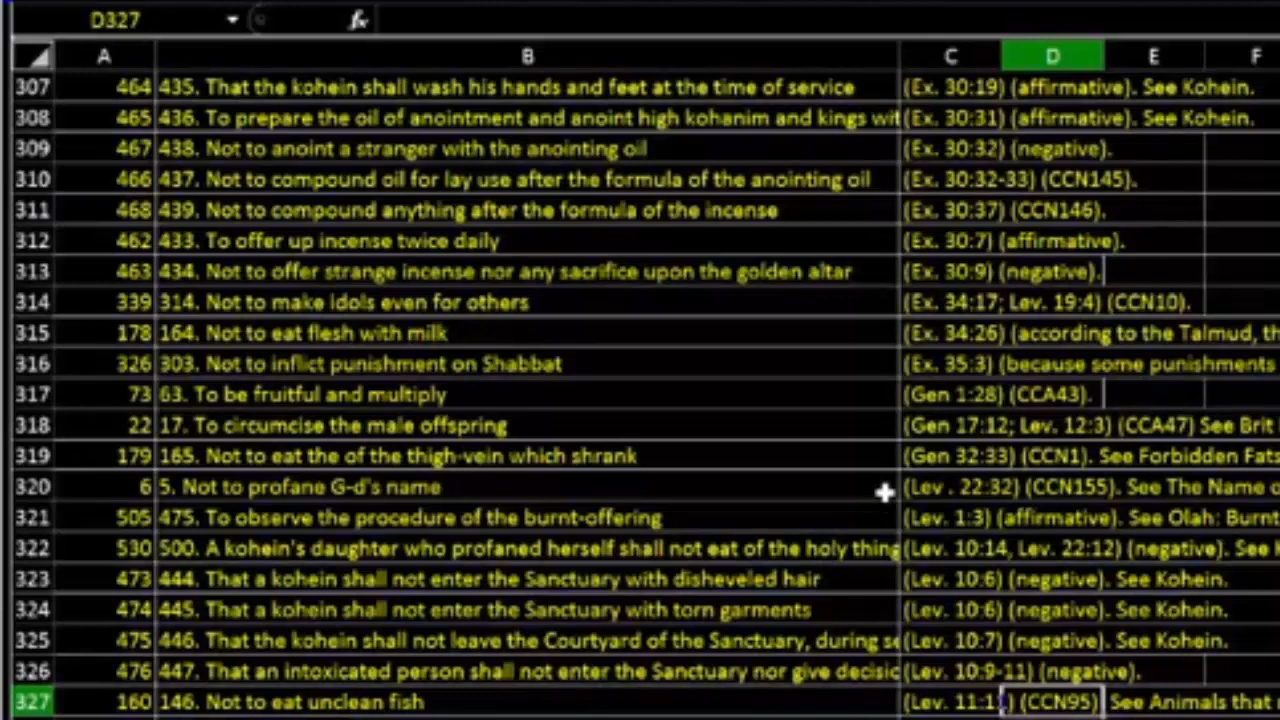 D327 fx
A B C D E F
307 464 435. That the kohein shall wash his hands and feet at the time of service (Ex. 30:19) (affirmative). See Kohein.
308 465 436. To prepare the oil of anointment and anoint high kohanim and kings wit (Ex. 30:31) (affirmative). See Kohein.
309 467 438. Not to anoint a stranger with the anointing oil (Ex. 30:32) (negative).
310 466 437. Not to compound oil for lay use after the formula of the anointing oil (Ex. 30:32-33) (CCN145).
311 468 439. Not to compound anything after the formula of the incense (Ex. 30:37) (CCN146).
312 462 433. To offer up incense twice daily (Ex. 30:7) (affirmative).
313 463 434. Not to offer strange incense nor any sacrifice upon the golden altar (Ex. 30:9) (negative).
314 339 314. Not to make idols even for others (Ex. 34:17; Lev. 19:4) (CCN10).
315 178 164. Not to eat flesh with milk (Ex. 34:26) (according to the Talmud, th
316 326 303. Not to inflict punishment on Shabbat (Ex. 35:3) (because some punishments
317 73 63. To be fruitful and multiply (Gen 1:28) (CCA43).
318 22 17. To circumcise the male offspring (Gen 17:12; Lev. 12:3) (CCA47) See Brit
319 179 165. Not to eat the of the thigh-vein which shrank (Gen 32:33) (CCN1). See Forbidden Fats
320 6 5. Not to profane G-d's name (Lev . 22:32) (CCN155). See The Name o
321 505 475. To observe the procedure of the burnt-offering (Lev. 1:3) (affirmative). See Olah: Burnt
322 530 500. A kohein's daughter who profaned herself shall not eat of the holy thing (Lev. 10:14, Lev. 22:12) (negative). See
323 473 444. That a kohein shall not enter the Sanctuary with disheveled hair (Lev. 10:6) (negative). See Kohein.
324 474 445. That a kohein shall not enter the Sanctuary with torn garments (Lev. 10:6) (negative). See Kohein.
325 475 446. That the kohein shall not leave the Courtyard of the Sanctuary, during se (Lev. 10:7) (negative). See Kohein.
326 476 447. That an intoxicated person shall not enter the Sanctuary nor give decisic (Lev. 10:9-11) (negative).
327 160 146. Not to eat unclean fish (Lev. (CCN95) See Animals that